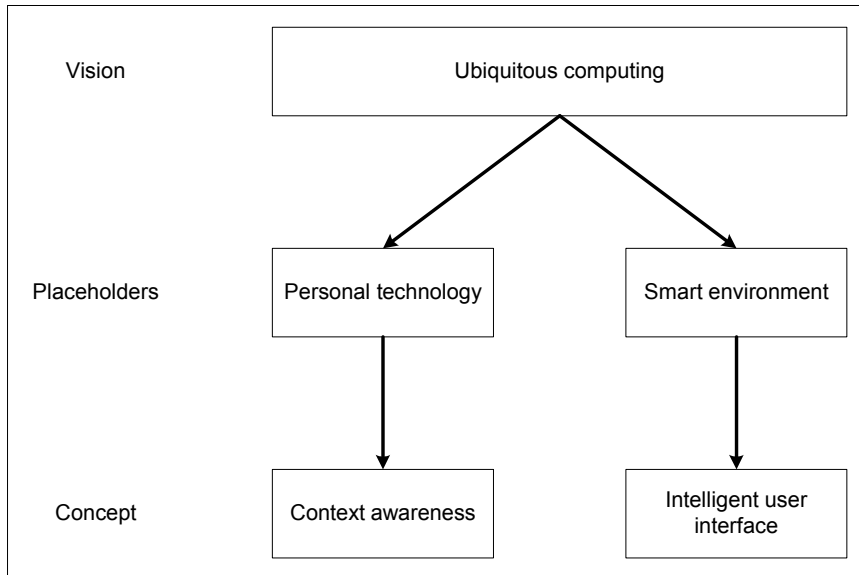 Vision
Ubiquitous computing
Placeholders
Personal technology
Smart environment
Concept
Context awareness
Intelligent user
interface